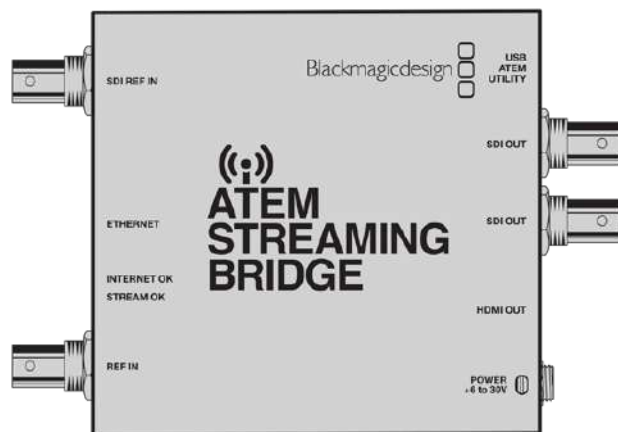 SDI REF IN
Blackmagicdesign
USB
ATEM
UTILITY
SDI OUT
ATEM
STREAMING
BRIDGE
SDI OUT
ETHERNET
INTERNET OK
STREAM OK
HDMI OUT
REF IN
POWER
+6 to 30V